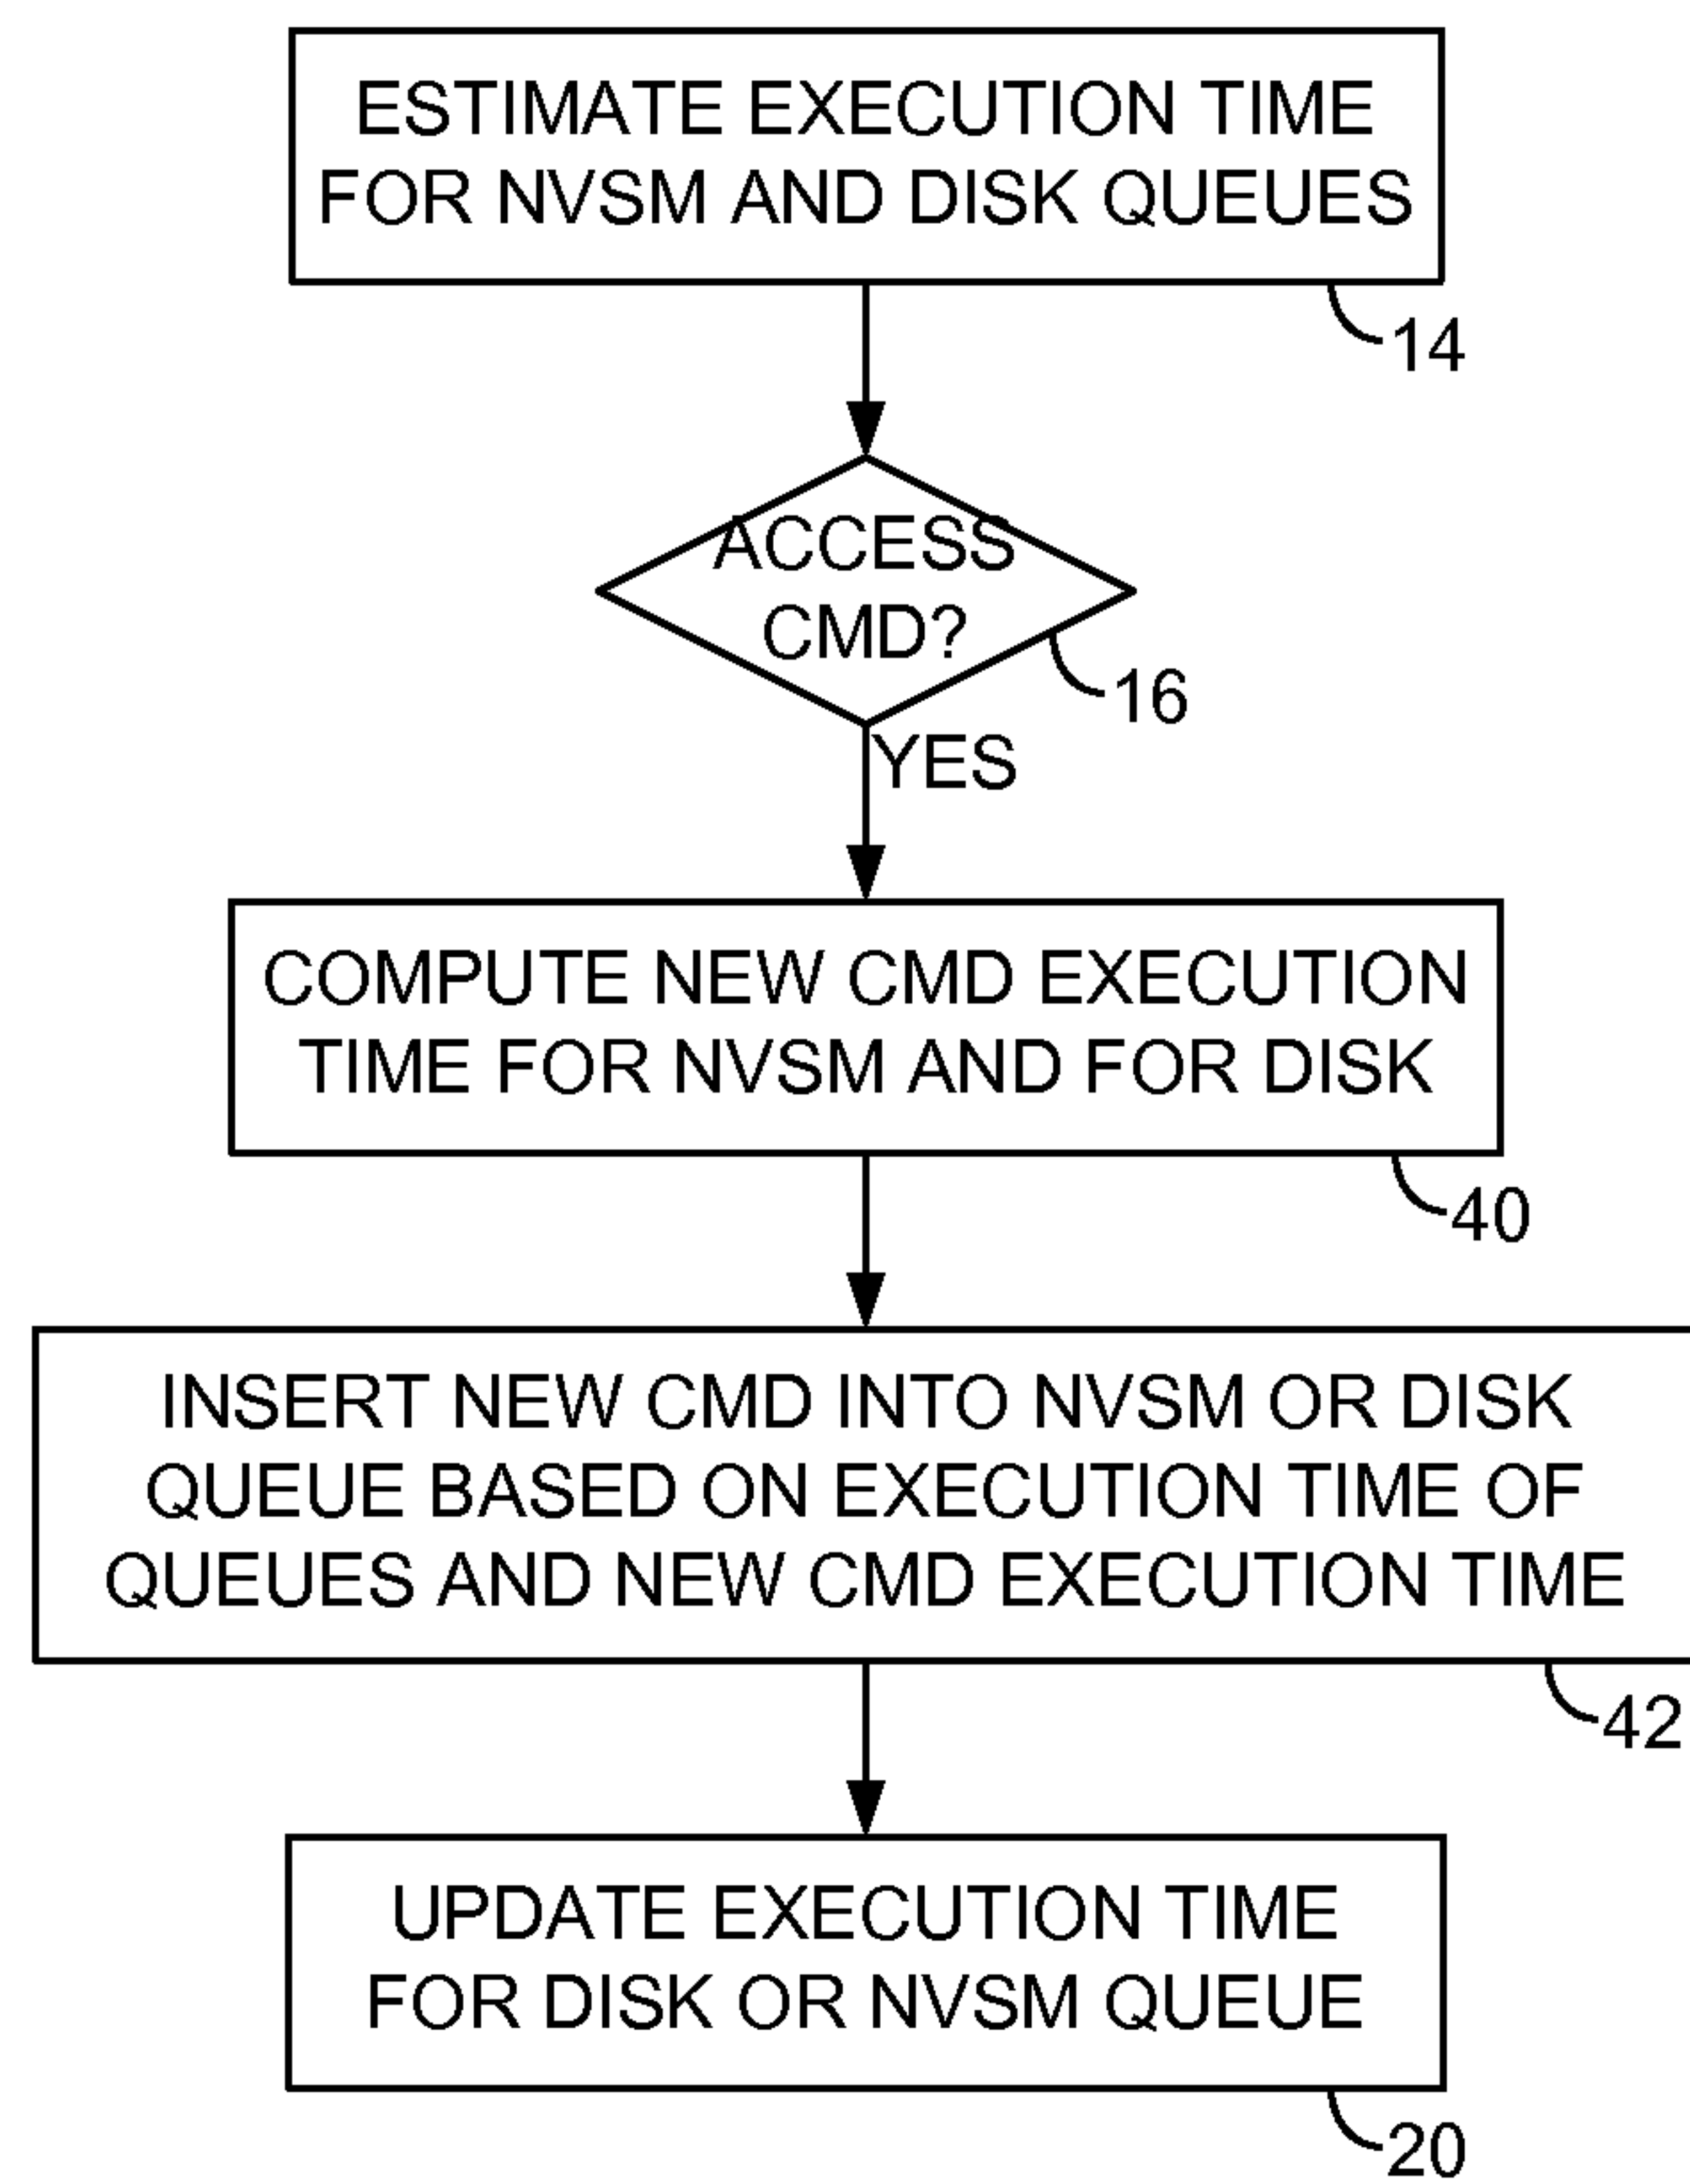 ESTIMATE EXECUTION TIME
FOR NVSM AND DISK QUEUES
14
ACCESS
CMD?
16
YES
COMPUTE NEW CMD EXECUTION
TIME FOR NVSM AND FOR DISK
40
INSERT NEW CMD INTO NVSM OR DISK
QUEUE BASED ON EXECUTION TIME OF
QUEUES AND NEW CMD EXECUTION TIME
42
UPDATE EXECUTION TIME
FOR DISK OR NVSM QUEUE
20